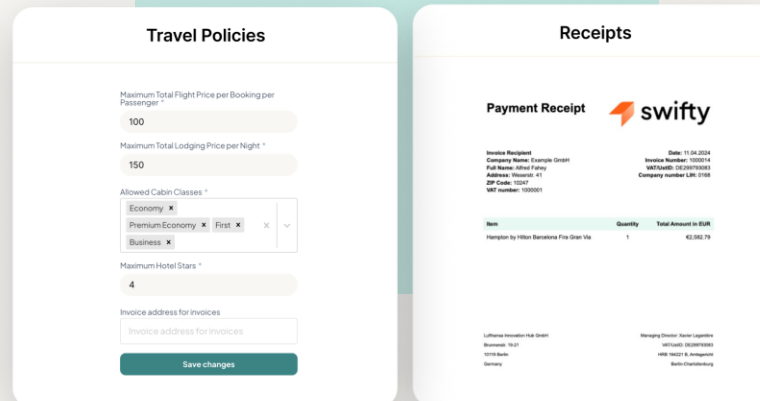 Travel Policies
Maximum Total Flight Price per Booking per
Passenger *
100
Maximum Total Lodging Price per Night *
150
Allowed Cabin Classes *
Economy ×
Premium Economy × First ×
Business ×
Maximum Hotel Stars *
4
Invoice address for invoices
Invoice address for invoices
Save changes
Receipts
Payment Receipt
swifty
Invoice Recipient
Company Name: Example GmbH
Full Name: Alfred Fahey
Address: Weserstr. 41
ZIP Code: 10247
VAT number: 1000001
Date: 11.04.2024
Invoice Number: 1000014
VAT/UstID: DE299793083
Company number LIH: 0168
Item Quantity Total Amount in EUR
Hampton by Hilton Barcelona Fira Gran Via 1 €2,592.79
Lufthansa Innovation Hub GmbH
Brunnenstr. 19-21
10119 Berlin
Germany
Managing Director: Xavier Lagardère
VAT/UstID: DE299793083
HRB 164221 B, Amtsgericht
Berlin-Charlottenburg